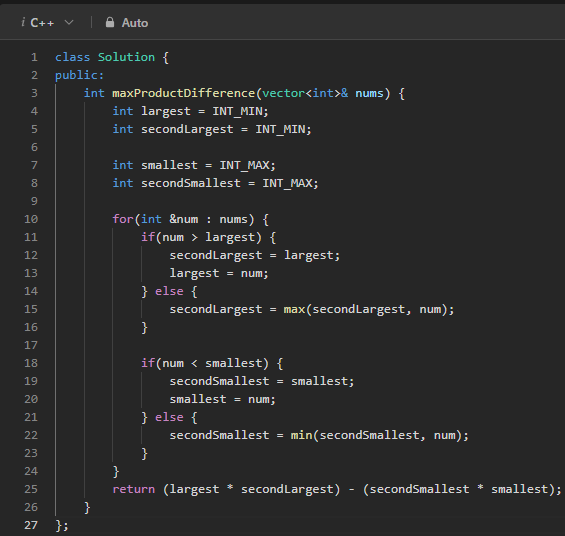 i C++ Auto
1 class Solution {
2 public:
3     int maxProductDifference(vector<int>& nums) {
4         int largest = INT_MIN;
5         int secondLargest = INT_MIN;
6
7         int smallest = INT_MAX;
8         int secondSmallest = INT_MAX;
9
10         for(int &num : nums) {
11             if(num > largest) {
12                 secondLargest = largest;
13                 largest = num;
14             } else {
15                 secondLargest = max(secondLargest, num);
16             }
17
18             if(num < smallest) {
19                 secondSmallest = smallest;
20                 smallest = num;
21             } else {
22                 secondSmallest = min(secondSmallest, num);
23             }
24         }
25         return (largest * secondLargest) - (secondSmallest * smallest);
26     }
27 };